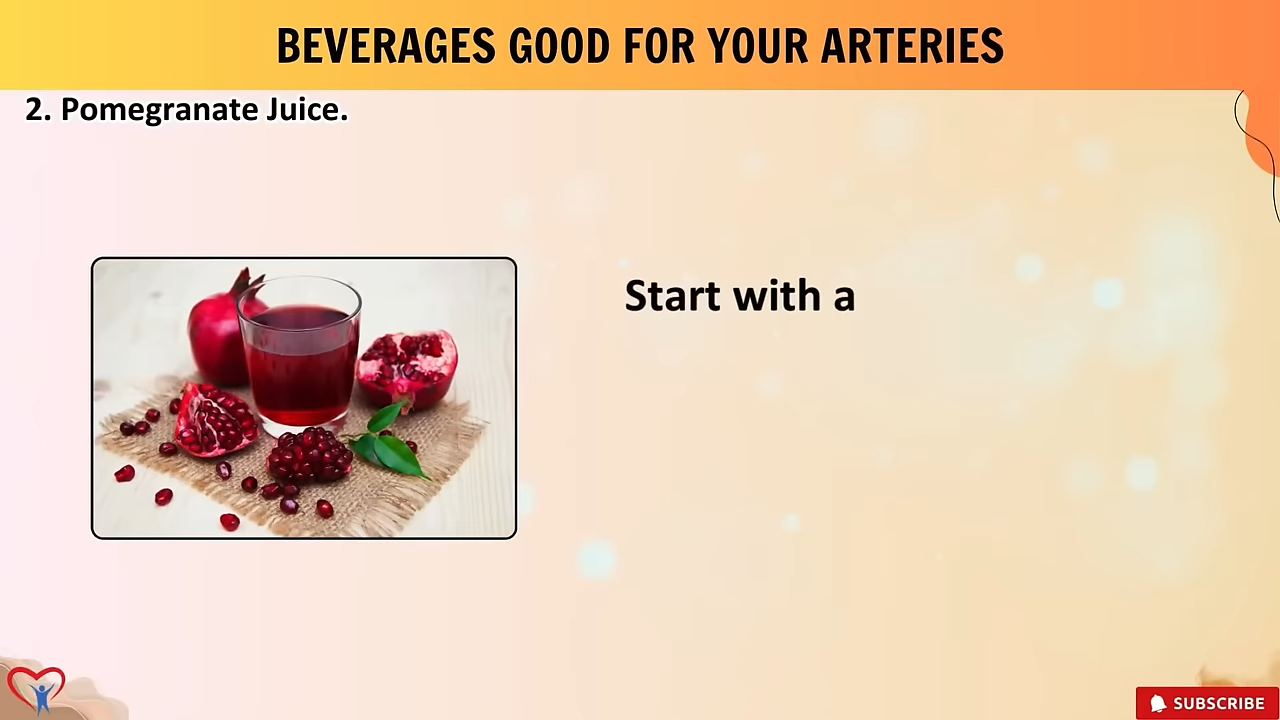 BEVERAGES GOOD FOR YOUR ARTERIES
2. Pomegranate Juice.
Start with a
SUBSCRIBE